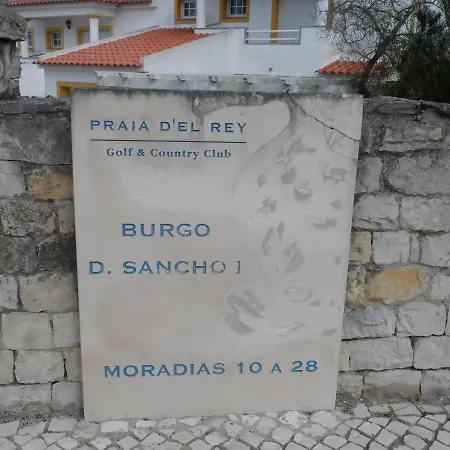 PRAIA D'EL REY
Golf & Country Club
BURGO
D. SANCHO I
MORADIAS 10 A 28